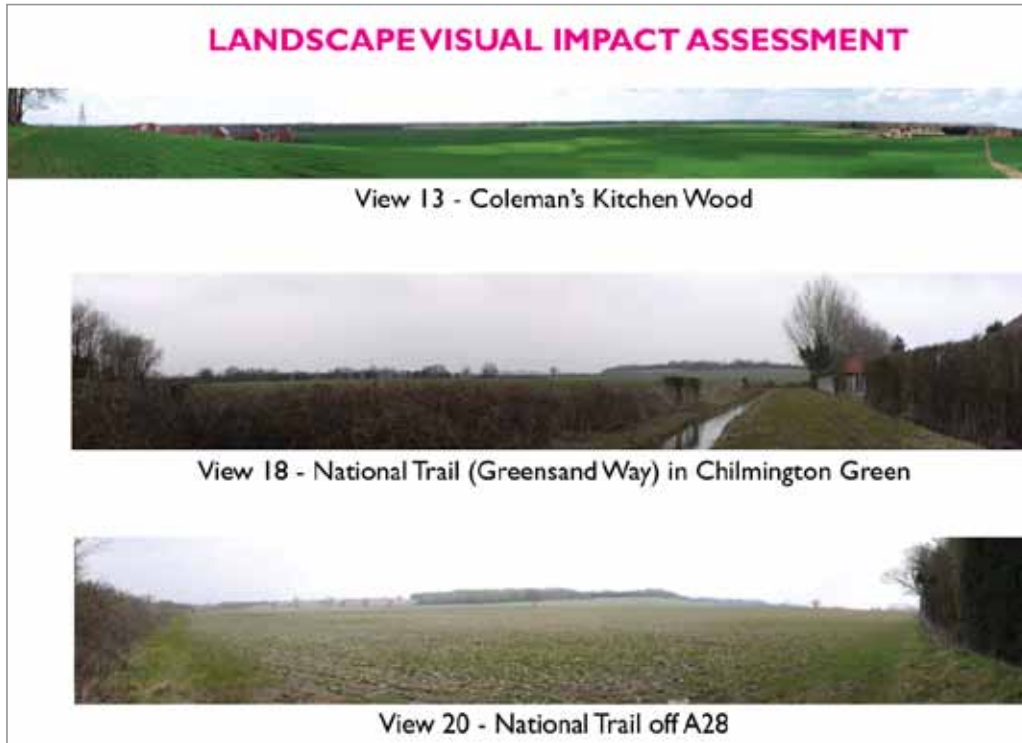 LANDSCAPE VISUAL IMPACT ASSESSMENT
View 13 - Coleman's Kitchen Wood
View 18 - National Trail (Greensand Way) in Chilmington Green
View 20 - National Trail off A28